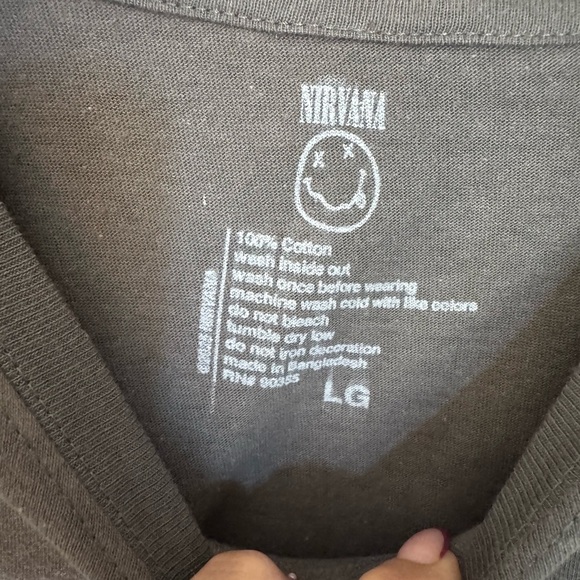 NIRVANA
100% Cotton
wash inside out
wash once before wearing
machine wash cold with like colors
do not bleach
tumble dry low
do not iron decoration
made in Bangladesh
RN# 90355
LG
NIRVANA